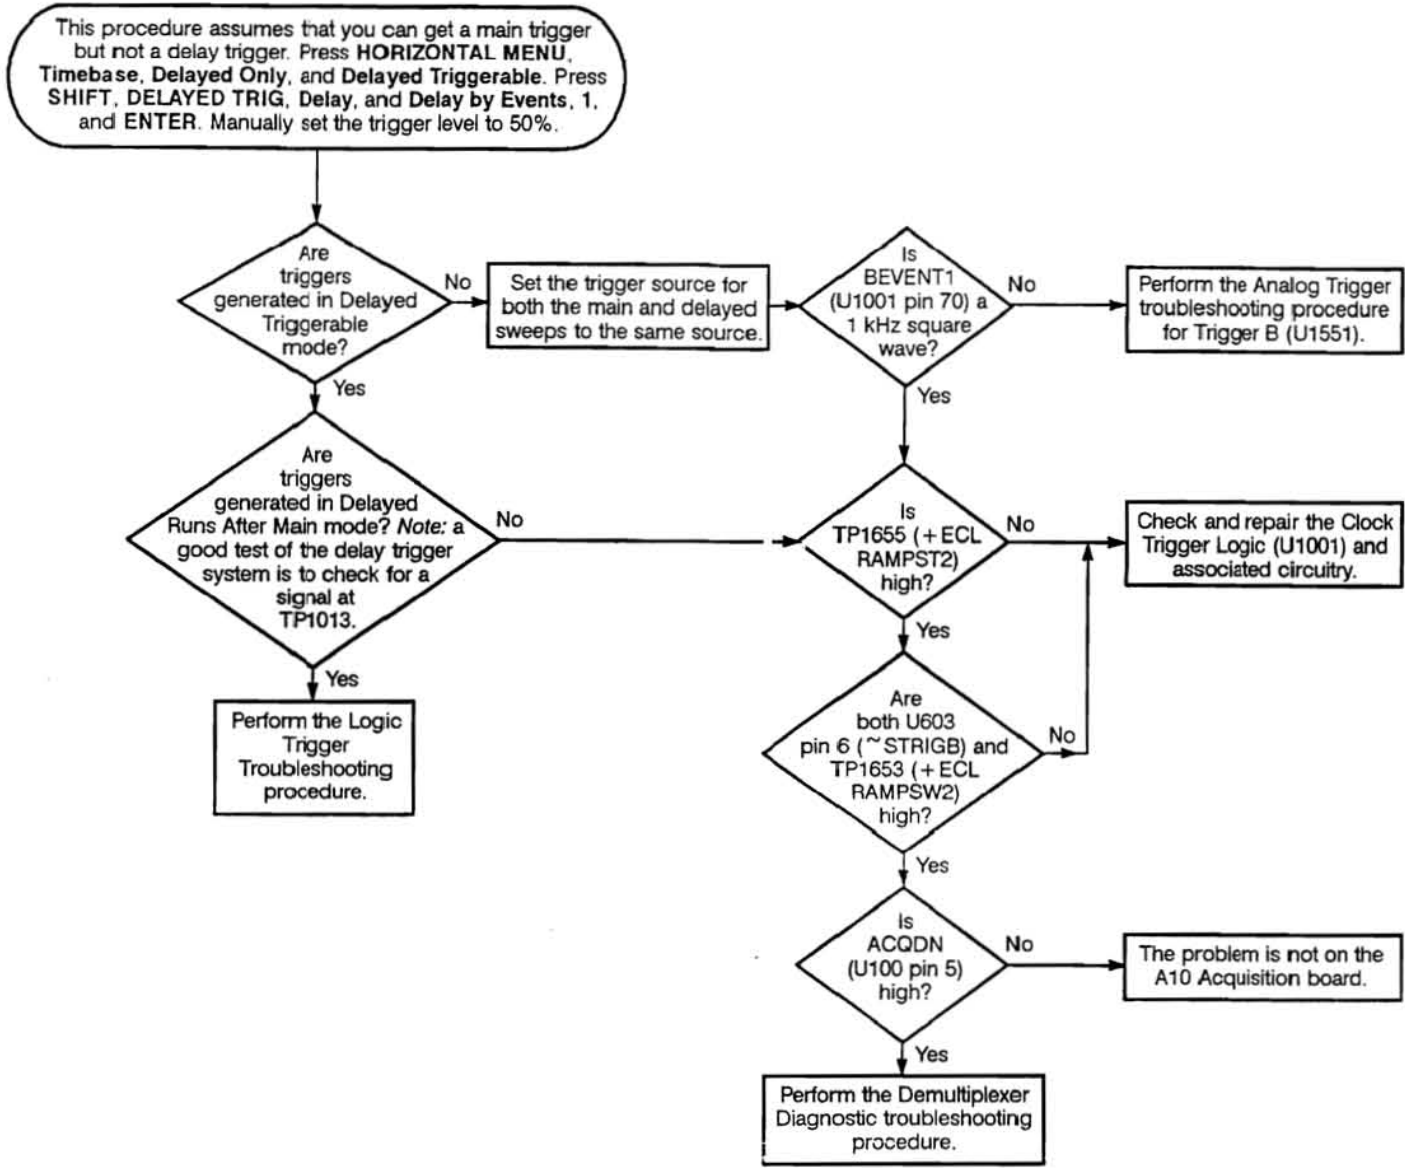 This procedure assumes that you can get a main trigger
but not a delay trigger. Press HORIZONTAL MENU,
Timebase, Delayed Only, and Delayed Triggerable. Press
SHIFT, DELAYED TRIG, Delay, and Delay by Events, 1,
and ENTER. Manually set the trigger level to 50%.
Are
triggers
generated in Delayed
Triggerable
mode?
No
Set the trigger source for
both the main and delayed
sweeps to the same source.
Is
BEVENT1
(U1001 pin 70) a
1 kHz square
wave?
No
Perform the Analog Trigger
troubleshooting procedure
for Trigger B (U1551).
Yes
Yes
Are
triggers
generated in Delayed
Runs After Main mode? Note: a
good test of the delay trigger
system is to check for a
signal at
TP1013.
No
Is
TP1655 (+ECL
RAMPST2)
high?
No
Check and repair the Clock
Trigger Logic (U1001) and
associated circuitry.
Yes
Yes
Perform the Logic
Trigger
Troubleshooting
procedure.
Are
both U603
pin 6 (~STRIGB) and
TP1653 (+ECL
RAMPSW2)
high?
No
Yes
Is
ACQDN
(U100 pin 5)
high?
No
The problem is not on the
A10 Acquisition board.
Yes
Perform the Demultiplexer
Diagnostic troubleshooting
procedure.